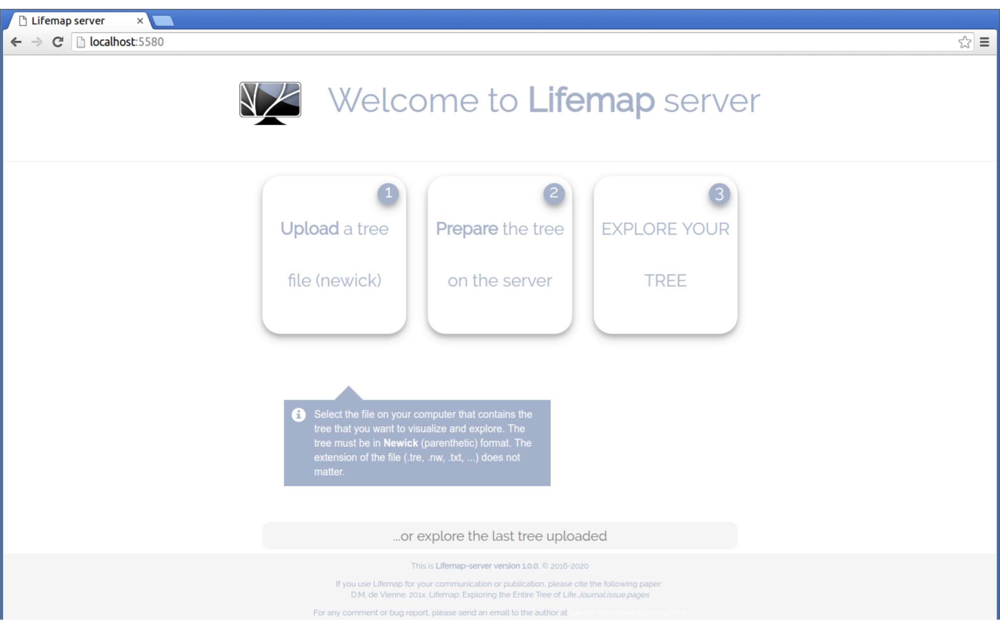 Lifemap server
localhost:5580
Welcome to Lifemap server
1
Upload a tree
file (newick)
2
Prepare the tree
on the server
3
EXPLORE YOUR
TREE
Select the file on your computer that contains the
tree that you want to visualize and explore. The
tree must be in Newick (parenthetic) format. The
extension of the file (.tre, .nw, .txt, ...) does not
matter.
...or explore the last tree uploaded
This is Lifemap-server version 1.0.0, © 2016-2020
If you use Lifemap for your communication or publication, please cite the following paper:
D.M. de Vienne. 201x. Lifemap: Exploring the Entire Tree of Life.Journal.issue.pages
For any comment or bug report, please send an email to the author at